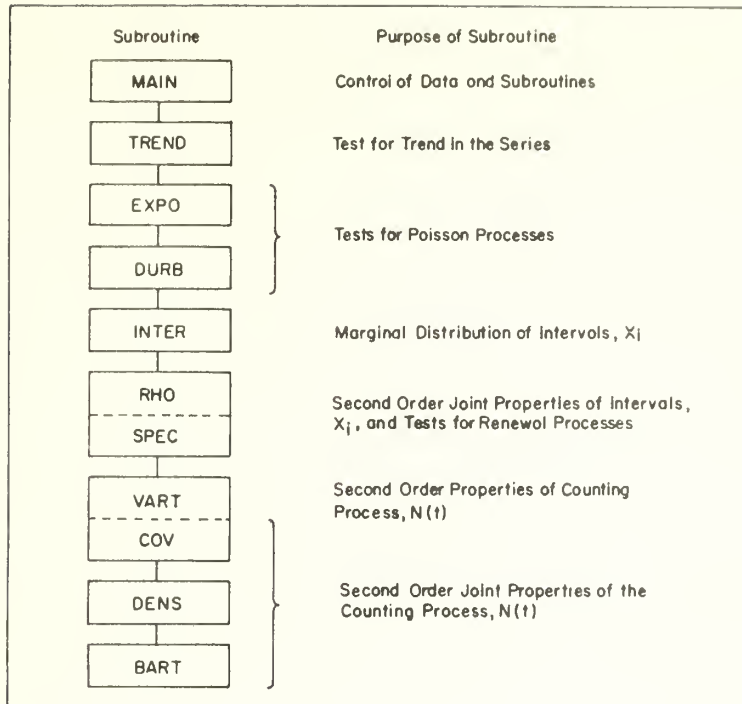 Subroutine Purpose of Subroutine
MAIN Control of Data and Subroutines
TREND Test for Trend in the Series
EXPO
Tests for Poisson Processes
DURB
INTER Marginal Distribution of Intervols, Xi
RHO
Second Order Joint Properties of Intervals,
Xi, and Tests for Renewol Processes
SPEC
VART Second Order Properties of Counting
Process, N(t)
COV
DENS Second Order Joint Properties of the
Counting Process, N(t)
BART